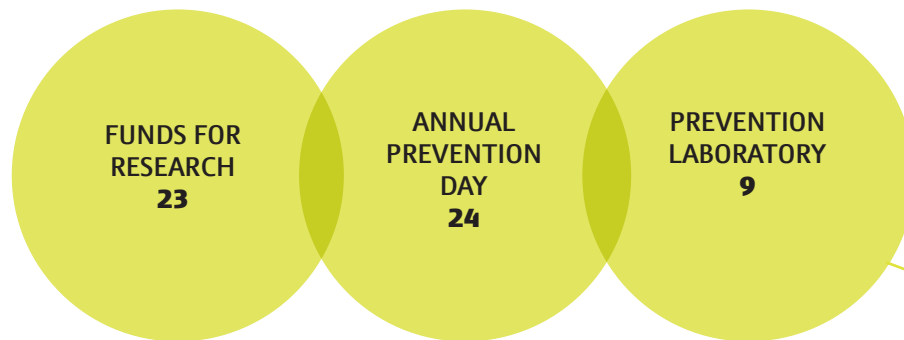 FUNDS FOR
RESEARCH
23
ANNUAL
PREVENTION
DAY
24
PREVENTION
LABORATORY
9